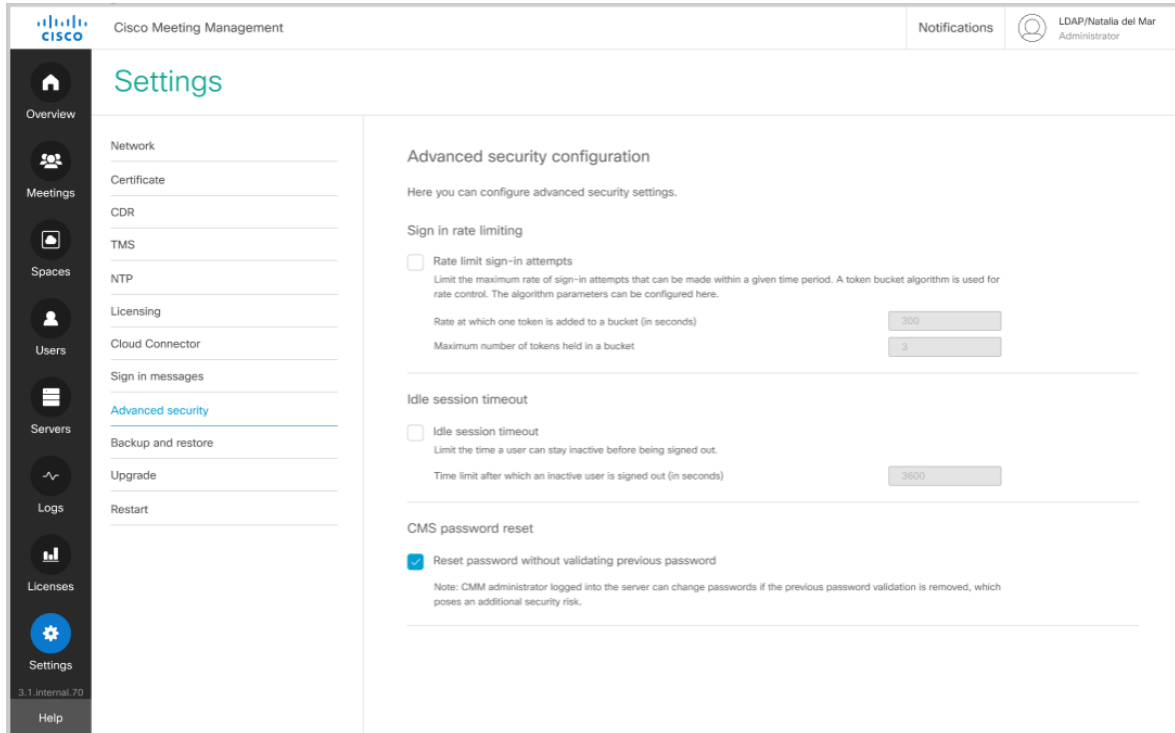 CISCO
Cisco Meeting Management
Notifications
LDAP/Natalia del Mar
Administrator
Settings
Overview
Meetings
Spaces
Users
Servers
Logs
Licenses
Settings
3.1.internal.70
Help
Network
Certificate
CDR
TMS
NTP
Licensing
Cloud Connector
Sign in messages
Advanced security
Backup and restore
Upgrade
Restart
Advanced security configuration
Here you can configure advanced security settings.
Sign in rate limiting
Rate limit sign-in attempts
Limit the maximum rate of sign-in attempts that can be made within a given time period. A token bucket algorithm is used for
rate control. The algorithm parameters can be configured here.
Rate at which one token is added to a bucket (in seconds)
300
Maximum number of tokens held in a bucket
3
Idle session timeout
Idle session timeout
Limit the time a user can stay inactive before being signed out.
Time limit after which an inactive user is signed out (in seconds)
3600
CMS password reset
Reset password without validating previous password
Note: CMM administrator logged into the server can change passwords if the previous password validation is removed, which
poses an additional security risk.